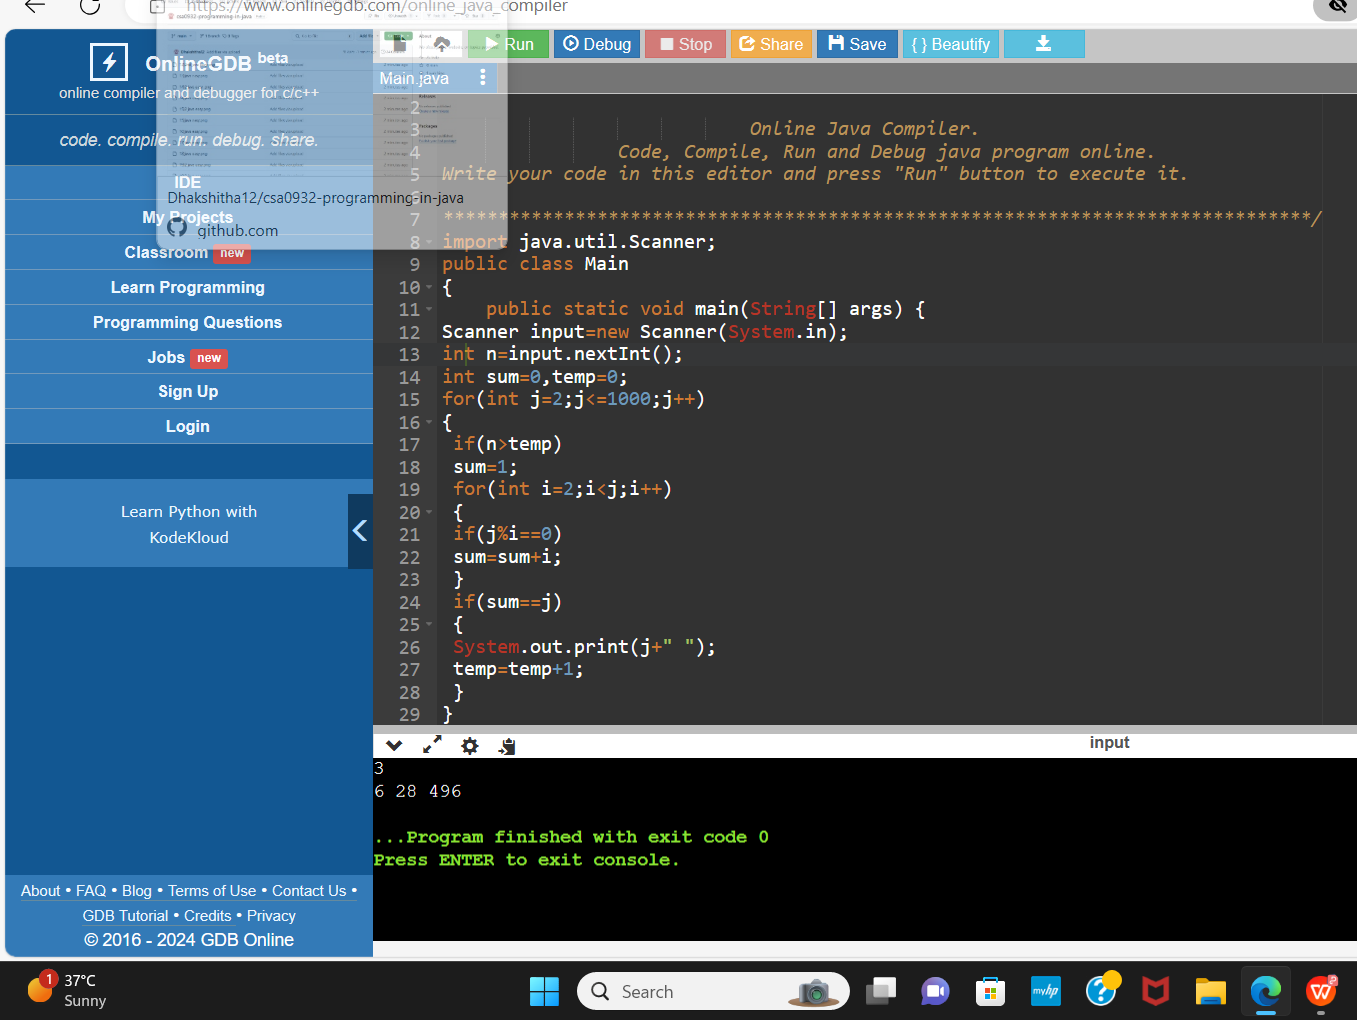 https://www.onlinegdb.com/online_java_compiler
csa0932-programming-in-java
OnlineGDB beta
online compiler and debugger for c/c++
code. compile. run. debug. share.
IDE
Dhakshitha12/csa0932-programming-in-java
My Projects
github.com
Classroom new
Learn Programming
Programming Questions
Jobs new
Sign Up
Login
Learn Python with
KodeKloud
About • FAQ • Blog • Terms of Use • Contact Us •
GDB Tutorial • Credits • Privacy
© 2016 - 2024 GDB Online
Run Debug Stop Share Save { } Beautify
Main.java
2
3 Online Java Compiler.
4 Code, Compile, Run and Debug java program online.
5 Write your code in this editor and press "Run" button to execute it.
6
7 *******************************************************************************/
8 import java.util.Scanner;
9 public class Main
10 {
11 public static void main(String[] args) {
12 Scanner input=new Scanner(System.in);
13 int n=input.nextInt();
14 int sum=0,temp=0;
15 for(int j=2;j<=1000;j++)
16 {
17 if(n>temp)
18 sum=1;
19 for(int i=2;i<j;i++)
20 {
21 if(j%i==0)
22 sum=sum+i;
23 }
24 if(sum==j)
25 {
26 System.out.print(j+" ");
27 temp=temp+1;
28 }
29 }
input
3
6 28 496
...Program finished with exit code 0
Press ENTER to exit console.
1
37°C
Sunny
Search
myhp